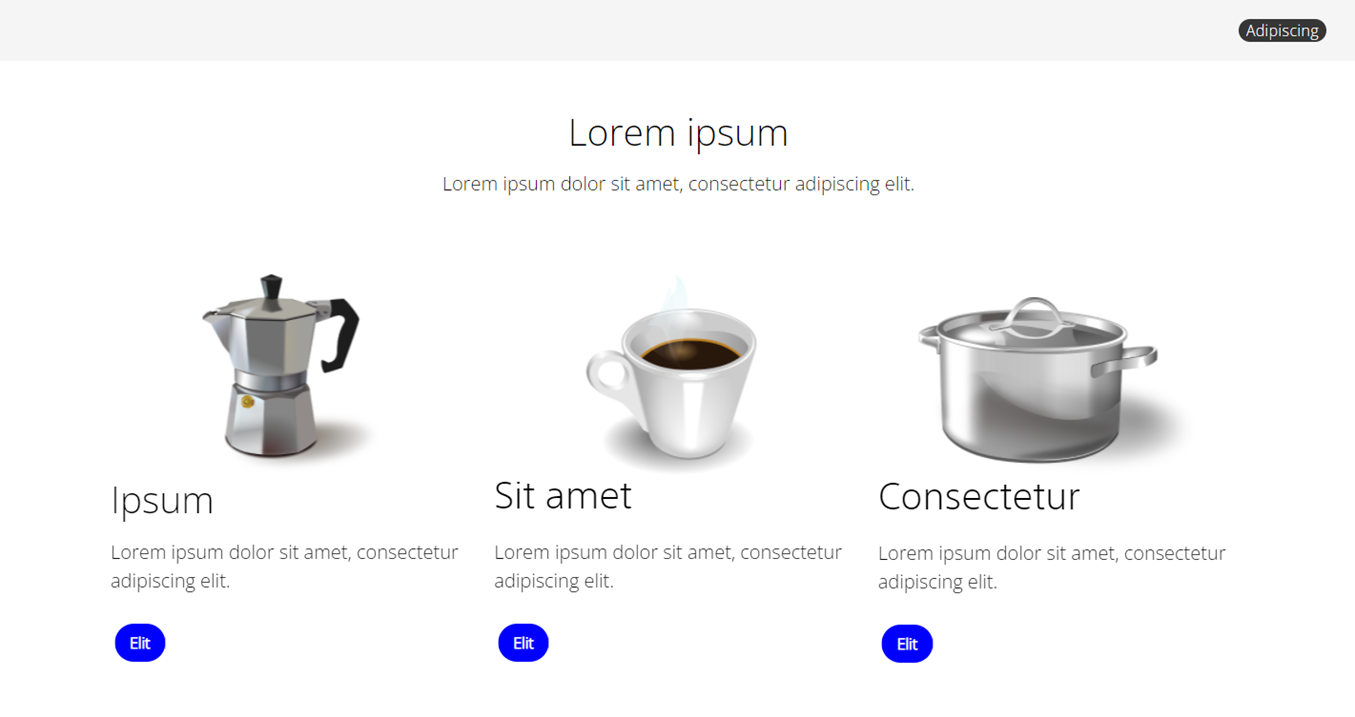 Adipiscing
Lorem ipsum
Lorem ipsum dolor sit amet, consectetur adipiscing elit.
Ipsum
Lorem ipsum dolor sit amet, consectetur
adipiscing elit.
Elit
Sit amet
Lorem ipsum dolor sit amet, consectetur
adipiscing elit.
Elit
Consectetur
Lorem ipsum dolor sit amet, consectetur
adipiscing elit.
Elit